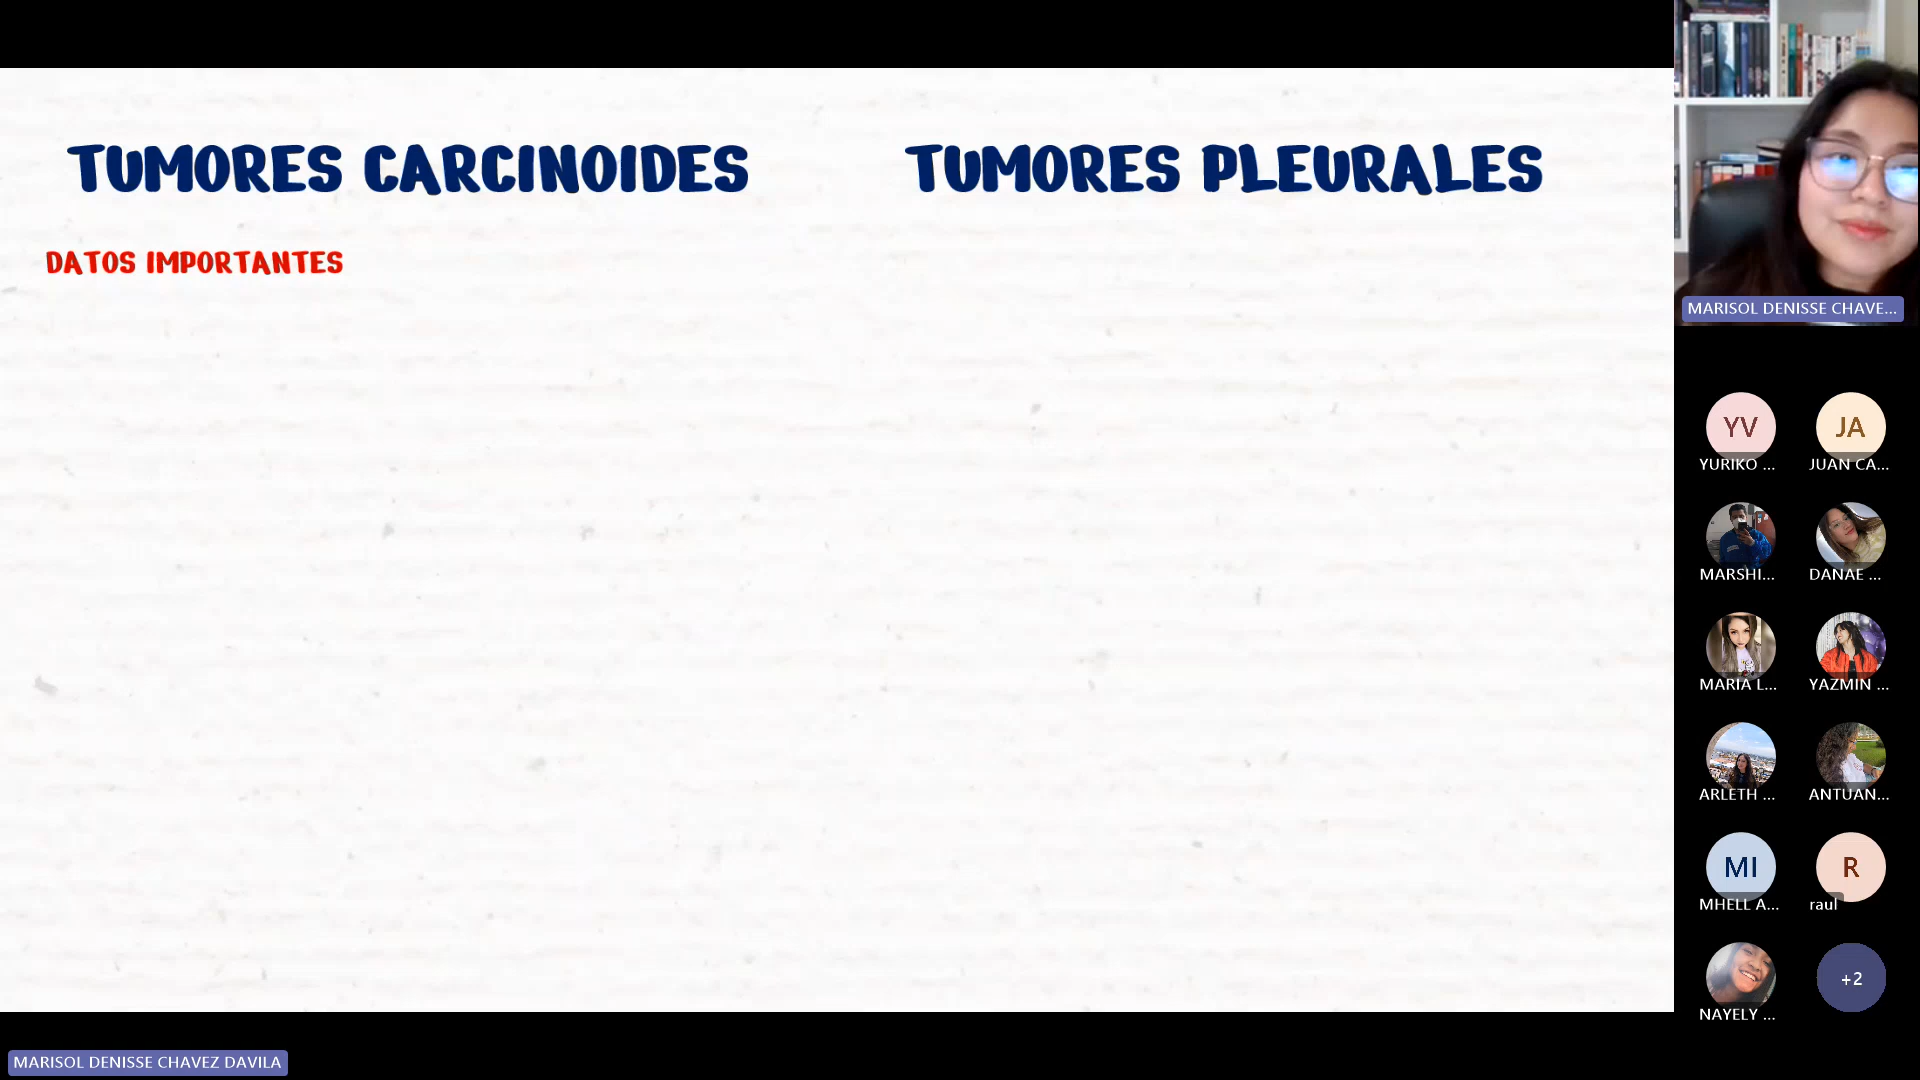 TUMORES CARCINOIDES
TUMORES PLEURALES
DATOS IMPORTANTES
MARISOL DENISSE CHAVE...
YV
JA
YURIKO ...
JUAN CA...
MARSHI...
DANAE ...
MARIA L...
YAZMIN ...
ARLETH ...
ANTUAN...
MI
R
MHELL A...
raul
NAYELY ...
+2
MARISOL DENISSE CHAVEZ DAVILA